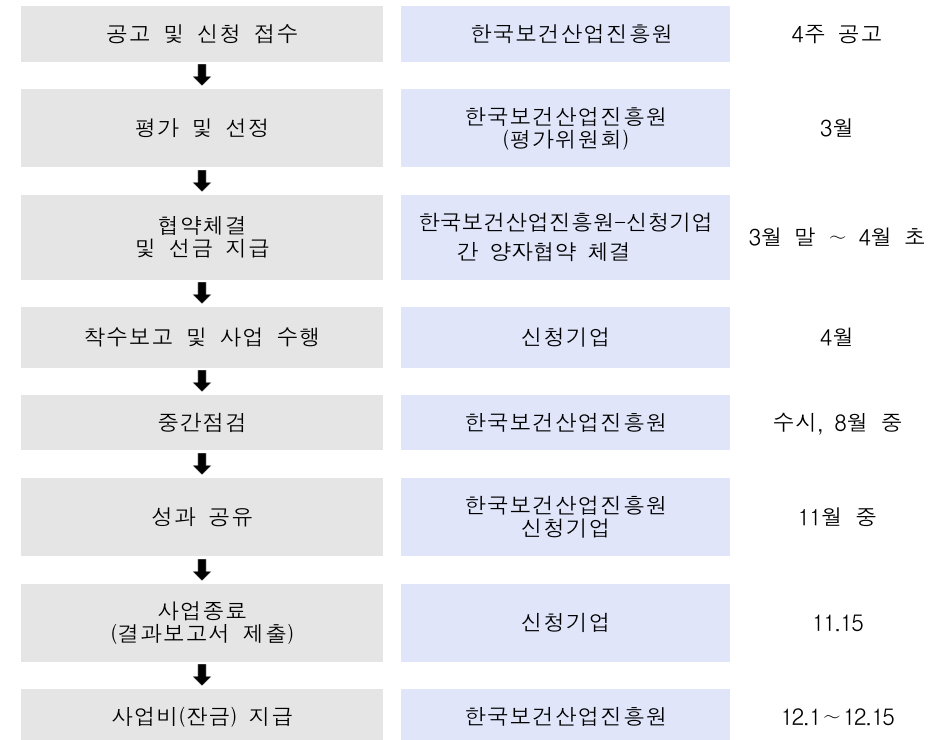 공고 및 신청 접수
한국보건산업진흥원
4주 공고
평가 및 선정
한국보건산업진흥원
(평가위원회)
3월
협약체결
및 선금 지급
한국보건산업진흥원-신청기업
간 양자협약 체결
3월 말 ~ 4월 초
착수보고 및 사업 수행
신청기업
4월
중간점검
한국보건산업진흥원
수시, 8월 중
성과 공유
한국보건산업진흥원
신청기업
11월 중
사업종료
(결과보고서 제출)
신청기업
11.15
사업비(잔금) 지급
한국보건산업진흥원
12.1~12.15